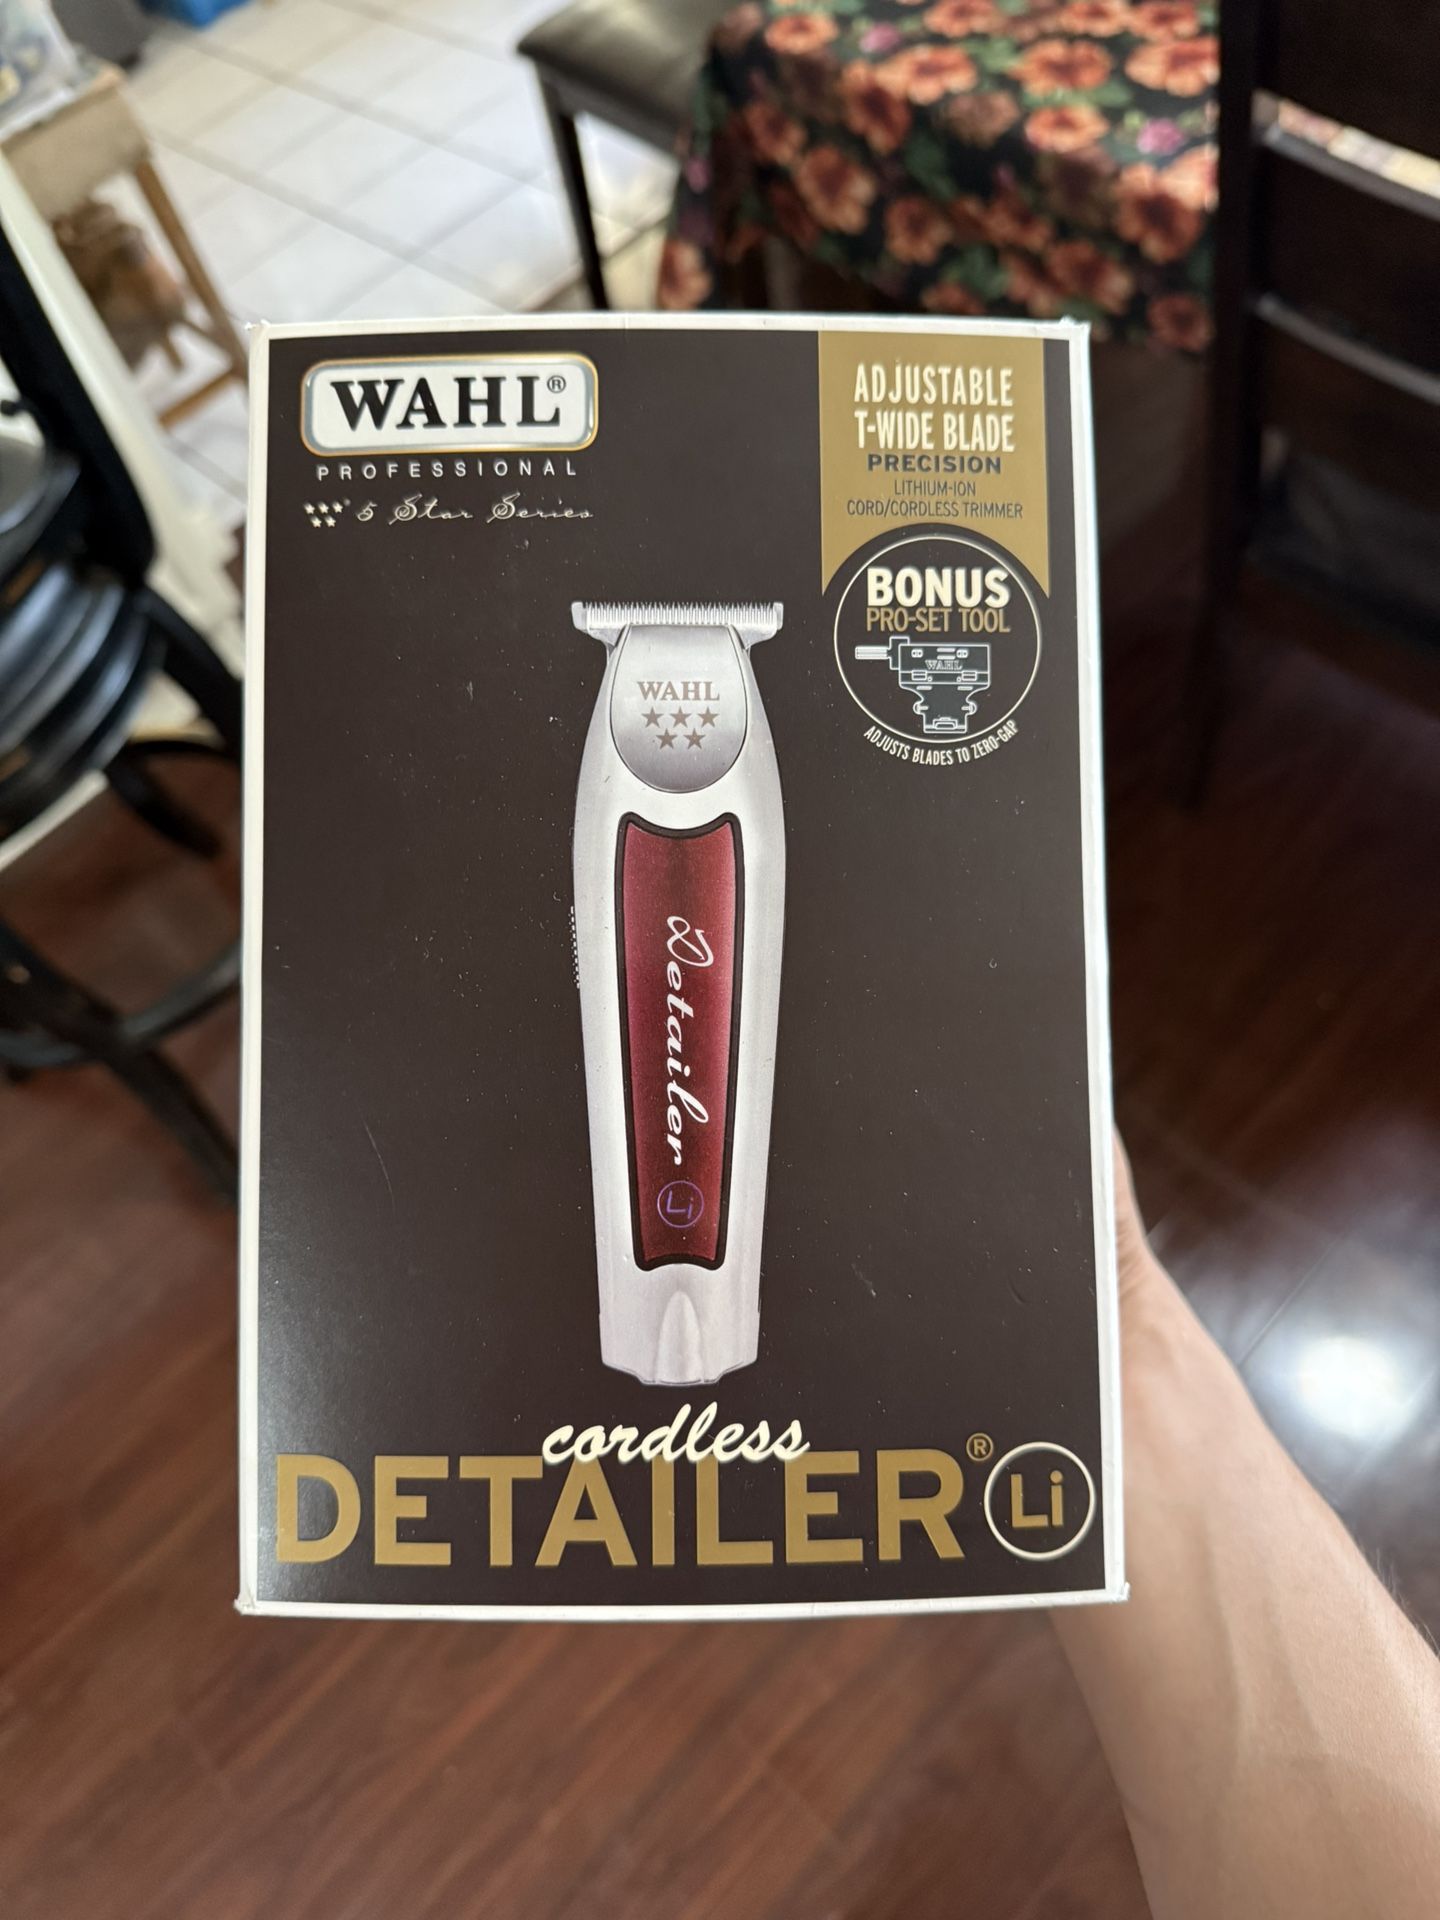 WAHL®
PROFESSIONAL
5 Star Series
ADJUSTABLE
T-WIDE BLADE
PRECISION
LITHIUM-ION
CORD/CORDLESS TRIMMER
BONUS
PRO-SET TOOL
WAHL
ADJUSTS BLADES TO ZERO-GAP
WAHL
Detailer
Li
cordless
DETAILER® Li